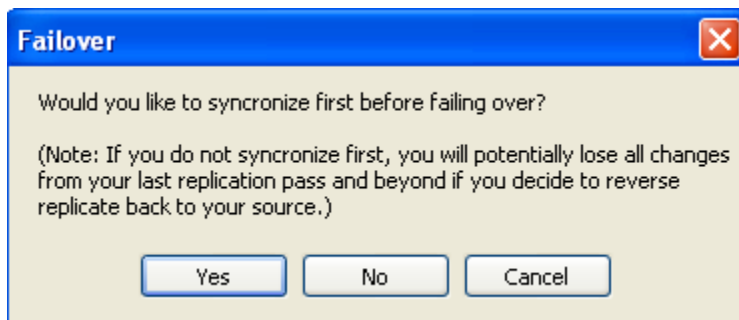 Failover
Would you like to syncronize first before failing over?
(Note: If you do not syncronize first, you will potentially lose all changes
from your last replication pass and beyond if you decide to reverse
replicate back to your source.)
Yes No Cancel